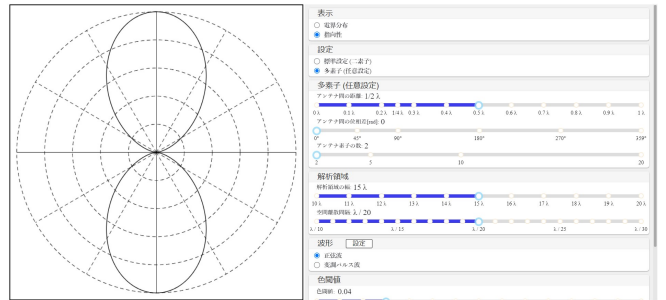 表示
電界分布
指向性
設定
標準設定 (二素子)
多素子 (任意設定)
多素子 (任意設定)
アンテナ間の距離: 1/2 λ
0 λ 0.1 λ 0.2 λ 1/4 λ 0.3 λ 0.4 λ 0.5 λ 0.6 λ 0.7 λ 0.8 λ 0.9 λ 1 λ
アンテナ間の位相差[rad]: 0
0° 45° 90° 180° 270° 359°
アンテナ素子の数: 2
2 5 10 20
解析領域
解析領域の幅: 15 λ
10 λ 11 λ 12 λ 13 λ 14 λ 15 λ 16 λ 17 λ 18 λ 19 λ 20 λ
空間離散間隔: λ / 20
λ / 10 λ / 15 λ / 20 λ / 25 λ / 30
波形 設定
正弦波
変調パルス波
色閾値
色閾値: 0.04